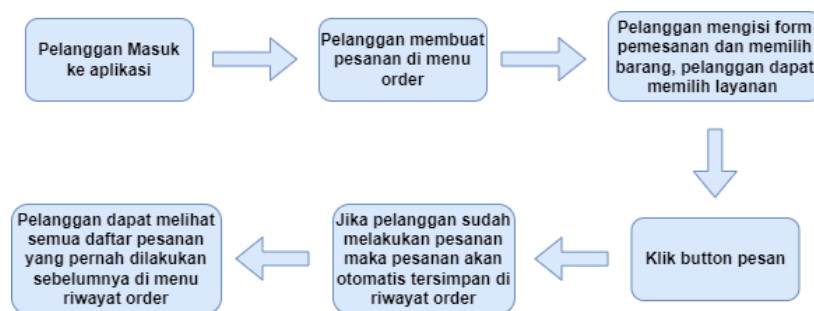 Pelanggan Masuk
ke aplikasi
Pelanggan membuat
pesanan di menu
order
Pelanggan mengisi form
pemesanan dan memilih
barang, pelanggan dapat
memilih layanan
Klik button pesan
Jika pelanggan sudah
melakukan pesanan
maka pesanan akan
otomatis tersimpan di
riwayat order
Pelanggan dapat melihat
semua daftar pesanan
yang pernah dilakukan
sebelumnya di menu
riwayat order